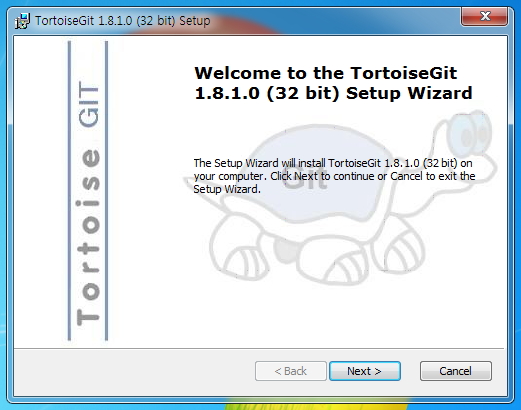 TortoiseGit 1.8.1.0 (32 bit) Setup
Tortoise GIT
Welcome to the TortoiseGit
1.8.1.0 (32 bit) Setup Wizard
Git
The Setup Wizard will install TortoiseGit 1.8.1.0 (32 bit) on
your computer. Click Next to continue or Cancel to exit the
Setup Wizard.
< Back
Next >
Cancel